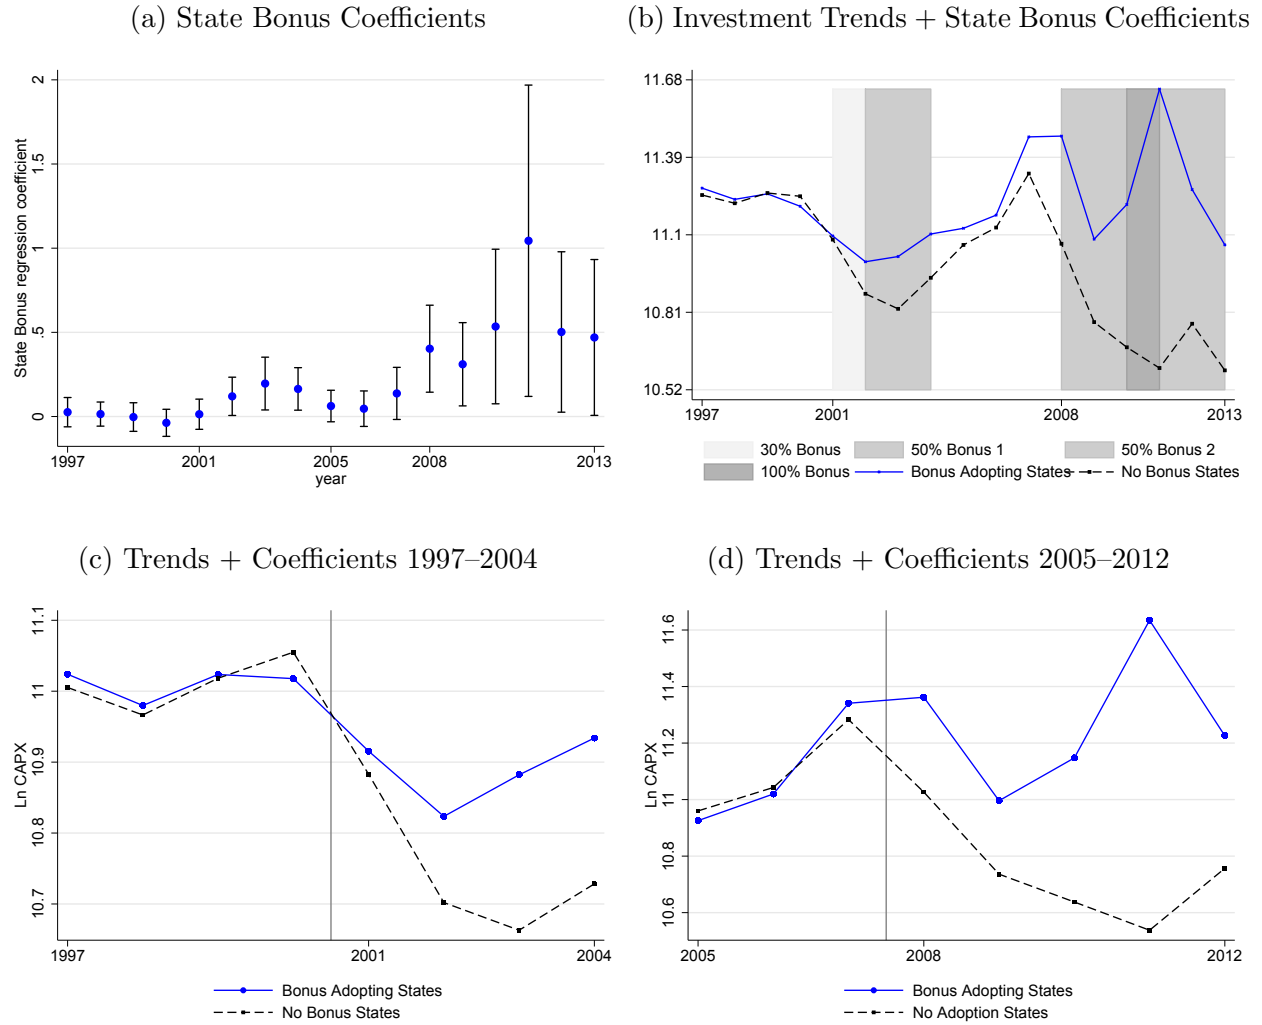 (a) State Bonus Coefficients
State Bonus regression coefficient
2
1.5
1
.5
0
1997
2001
2005
2008
2013
year
(b) Investment Trends + State Bonus Coefficients
11.68
11.39
11.1
10.81
10.52
1997
2001
2008
2013
30% Bonus
50% Bonus 1
50% Bonus 2
100% Bonus
Bonus Adopting States
No Bonus States
(c) Trends + Coefficients 1997–2004
Ln CAPX
11.1
11
10.9
10.8
10.7
1997
2001
2004
Bonus Adopting States
No Bonus States
(d) Trends + Coefficients 2005–2012
Ln CAPX
11.6
11.4
11.2
11
10.8
10.6
2005
2008
2012
Bonus Adopting States
No Adoption States